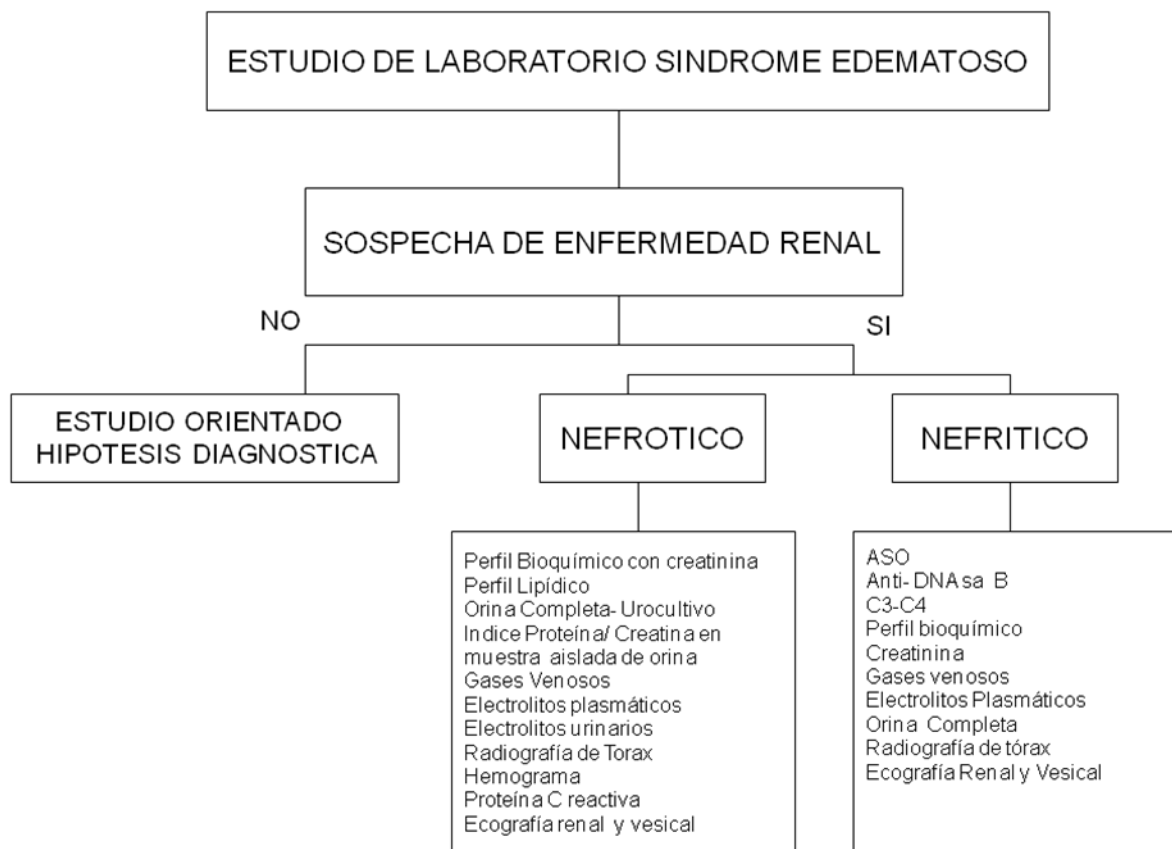 ESTUDIO DE LABORATORIO SINDROME EDEMATOSO
SOSPECHA DE ENFERMEDAD RENAL
NO
SI
ESTUDIO ORIENTADO
HIPOTESIS DIAGNOSTICA
NEFROTICO
NEFRITICO
Perfil Bioquímico con creatinina
Perfil Lipídico
Orina Completa- Urocultivo
Indice Proteína/ Creatina en
muestra aislada de orina
Gases Venosos
Electrolitos plasmáticos
Electrolitos urinarios
Radiografía de Torax
Hemograma
Proteína C reactiva
Ecografía renal y vesical
ASO
Anti- DNAsa B
C3-C4
Perfil bioquímico
Creatinina
Gases venosos
Electrolitos Plasmáticos
Orina Completa
Radiografía de tórax
Ecografía Renal y Vesical